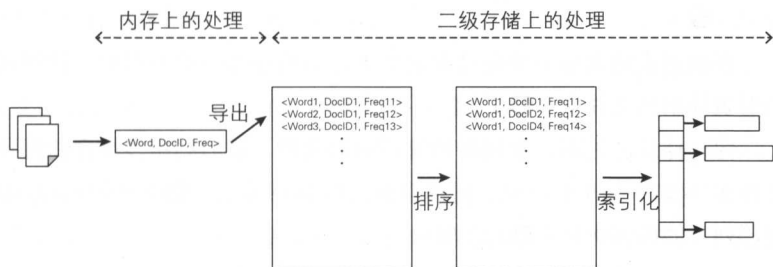 内存上的处理
二级存储上的处理
导出
<Word, DocID, Freq>
<Word1, DocID1, Freq11>
<Word2, DocID1, Freq12>
<Word3, DocID1, Freq13>
排序
<Word1, DocID1, Freq11>
<Word1, DocID2, Freq12>
<Word1, DocID4, Freq14>
索引化